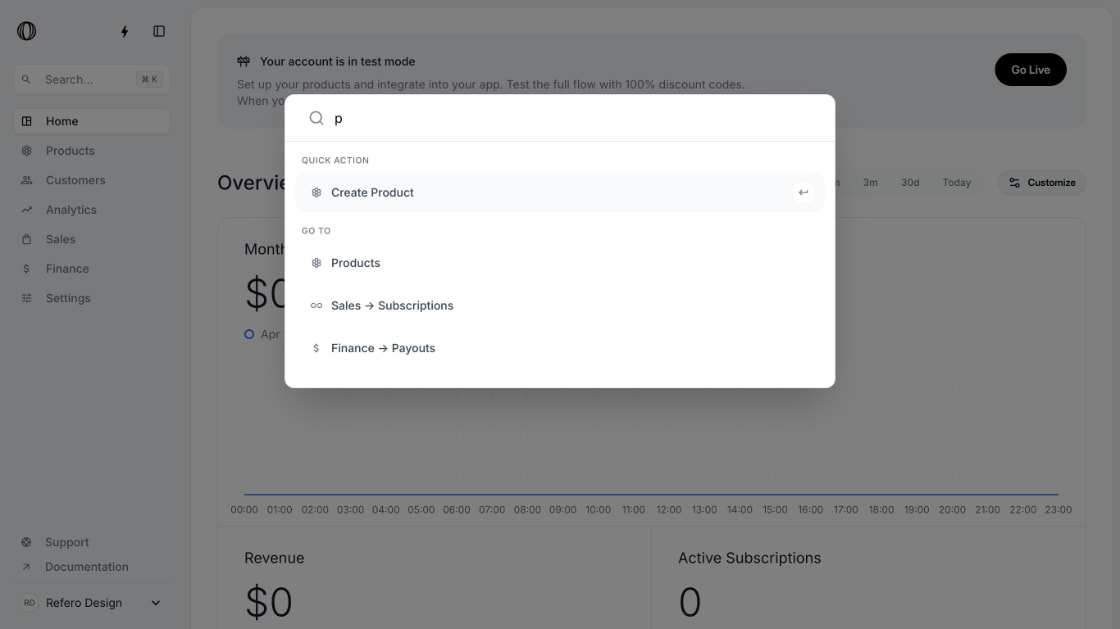 Search...
⌘ K
Home
Products
Customers
Analytics
Sales
Finance
Settings
Support
Documentation
RD
Refero Design
Your account is in test mode
Set up your products and integrate into your app. Test the full flow with 100% discount codes.
When
Go Live
p
QUICK ACTION
Create Product
GO TO
Products
Sales → Subscriptions
Finance → Payouts
3m
30d
Today
Customize
$0
Apr
00:00 01:00 02:00 03:00 04:00 05:00 06:00 07:00 08:00 09:00 10:00 11:00 12:00 13:00 14:00 15:00 16:00 17:00 18:00 19:00 20:00 21:00 22:00 23:00
Revenue
$0
Active Subscriptions
0